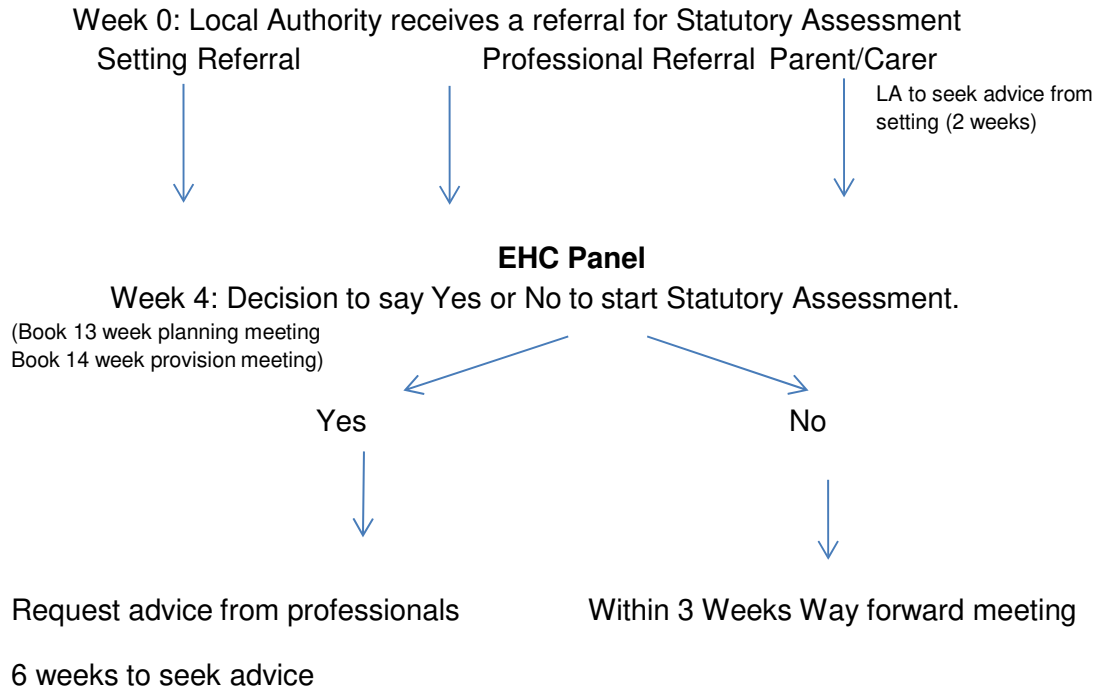 Week 0: Local Authority receives a referral for Statutory Assessment
Setting Referral Professional Referral Parent/Carer
LA to seek advice from
setting (2 weeks)
EHC Panel
Week 4: Decision to say Yes or No to start Statutory Assessment.
(Book 13 week planning meeting
Book 14 week provision meeting)
Yes No
Request advice from professionals Within 3 Weeks Way forward meeting
6 weeks to seek advice